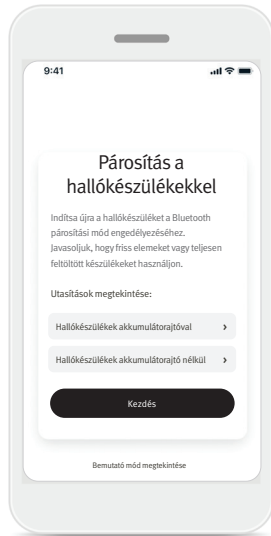 9:41
Párosítás a
hallókészülékekkel
Indítsa újra a hallókészüléket a Bluetooth
párosítási mód engedélyezéséhez.
Javasoljuk, hogy friss elemeket vagy teljesen
feltöltött készülékeket használjon.
Utasítások megtekintése:
Hallókészülékek akkumulátorajtóval
Hallókészülékek akkumulátorajtó nélkül
Kezdés
Bemutató mód megtekintése